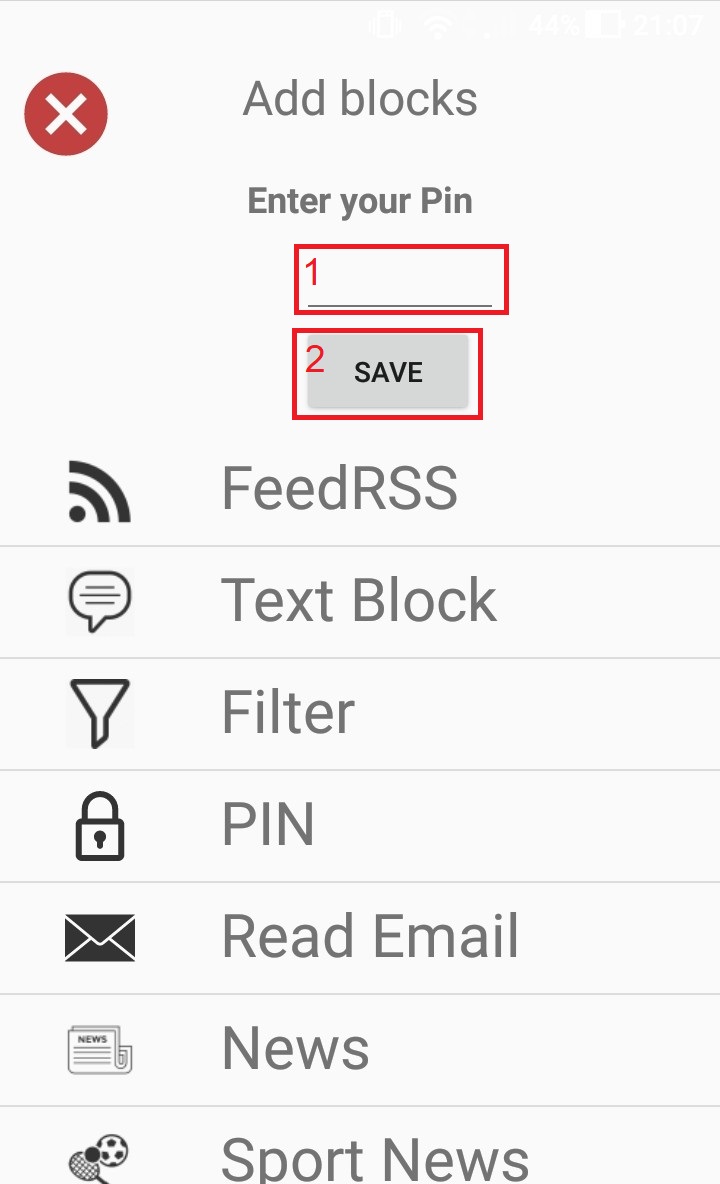 44% 21:07
Add blocks
Enter your Pin
1
2 SAVE
FeedRSS
Text Block
Filter
PIN
Read Email
NEWS News
Sport News